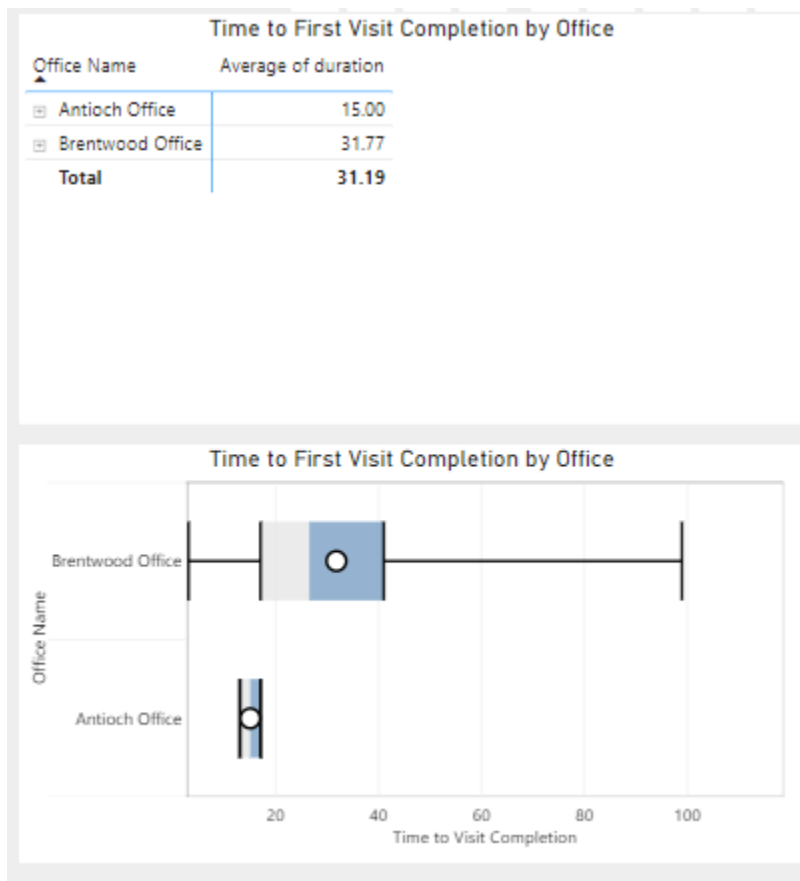 Time to First Visit Completion by Office
Office Name Average of duration
Antioch Office 15.00
Brentwood Office 31.77
Total 31.19
Time to First Visit Completion by Office
Office Name
Brentwood Office
Antioch Office
20 40 60 80 100
Time to Visit Completion